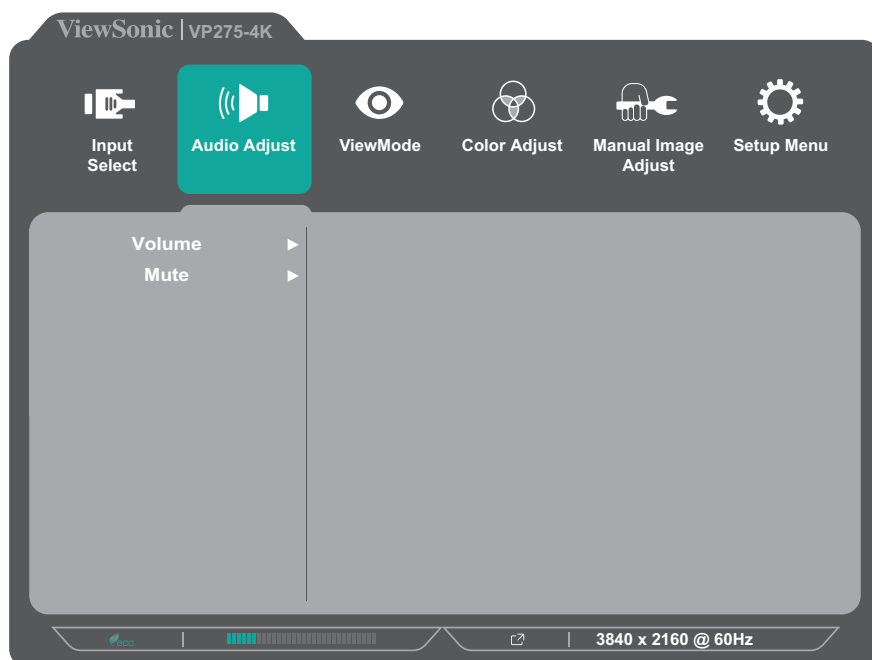 ViewSonic | VP275-4K
Input Select
Audio Adjust
ViewMode
Color Adjust
Manual Image Adjust
Setup Menu
Volume
Mute
eco
3840 x 2160 @ 60Hz